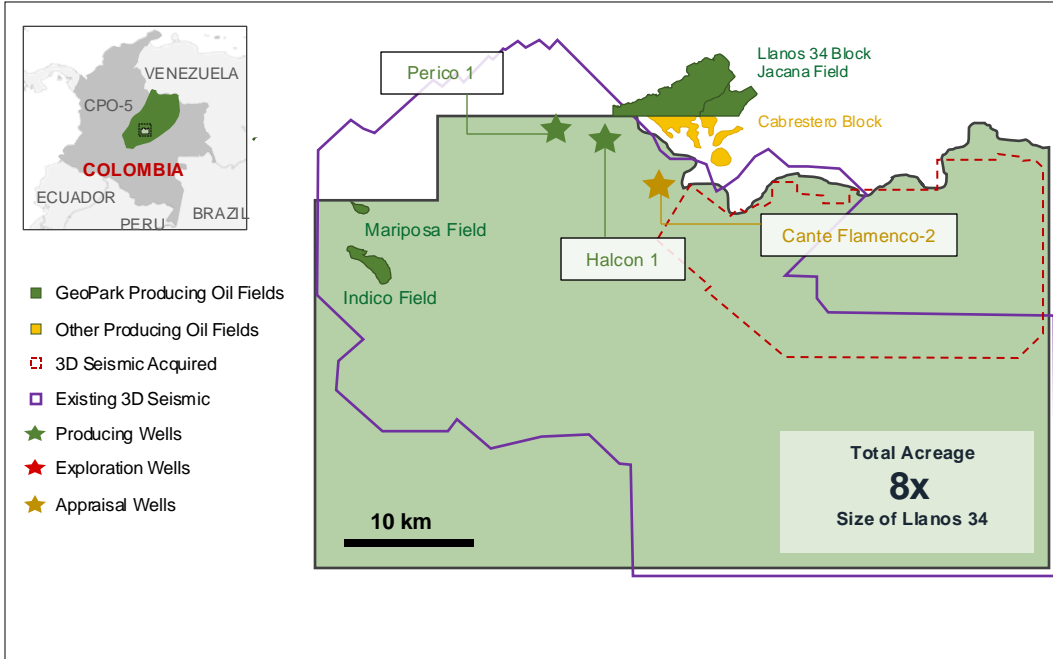 VENEZUELA
CPO-5
COLOMBIA
ECUADOR
PERU
BRAZIL
GeoPark Producing Oil Fields
Other Producing Oil Fields
3D Seismic Acquired
Existing 3D Seismic
Producing Wells
Exploration Wells
Appraisal Wells
Perico 1
Llanos 34 Block
Jacana Field
Cabrestero Block
Mariposa Field
Indico Field
Halcon 1
Cante Flamenco-2
10 km
Total Acreage
8x
Size of Llanos 34